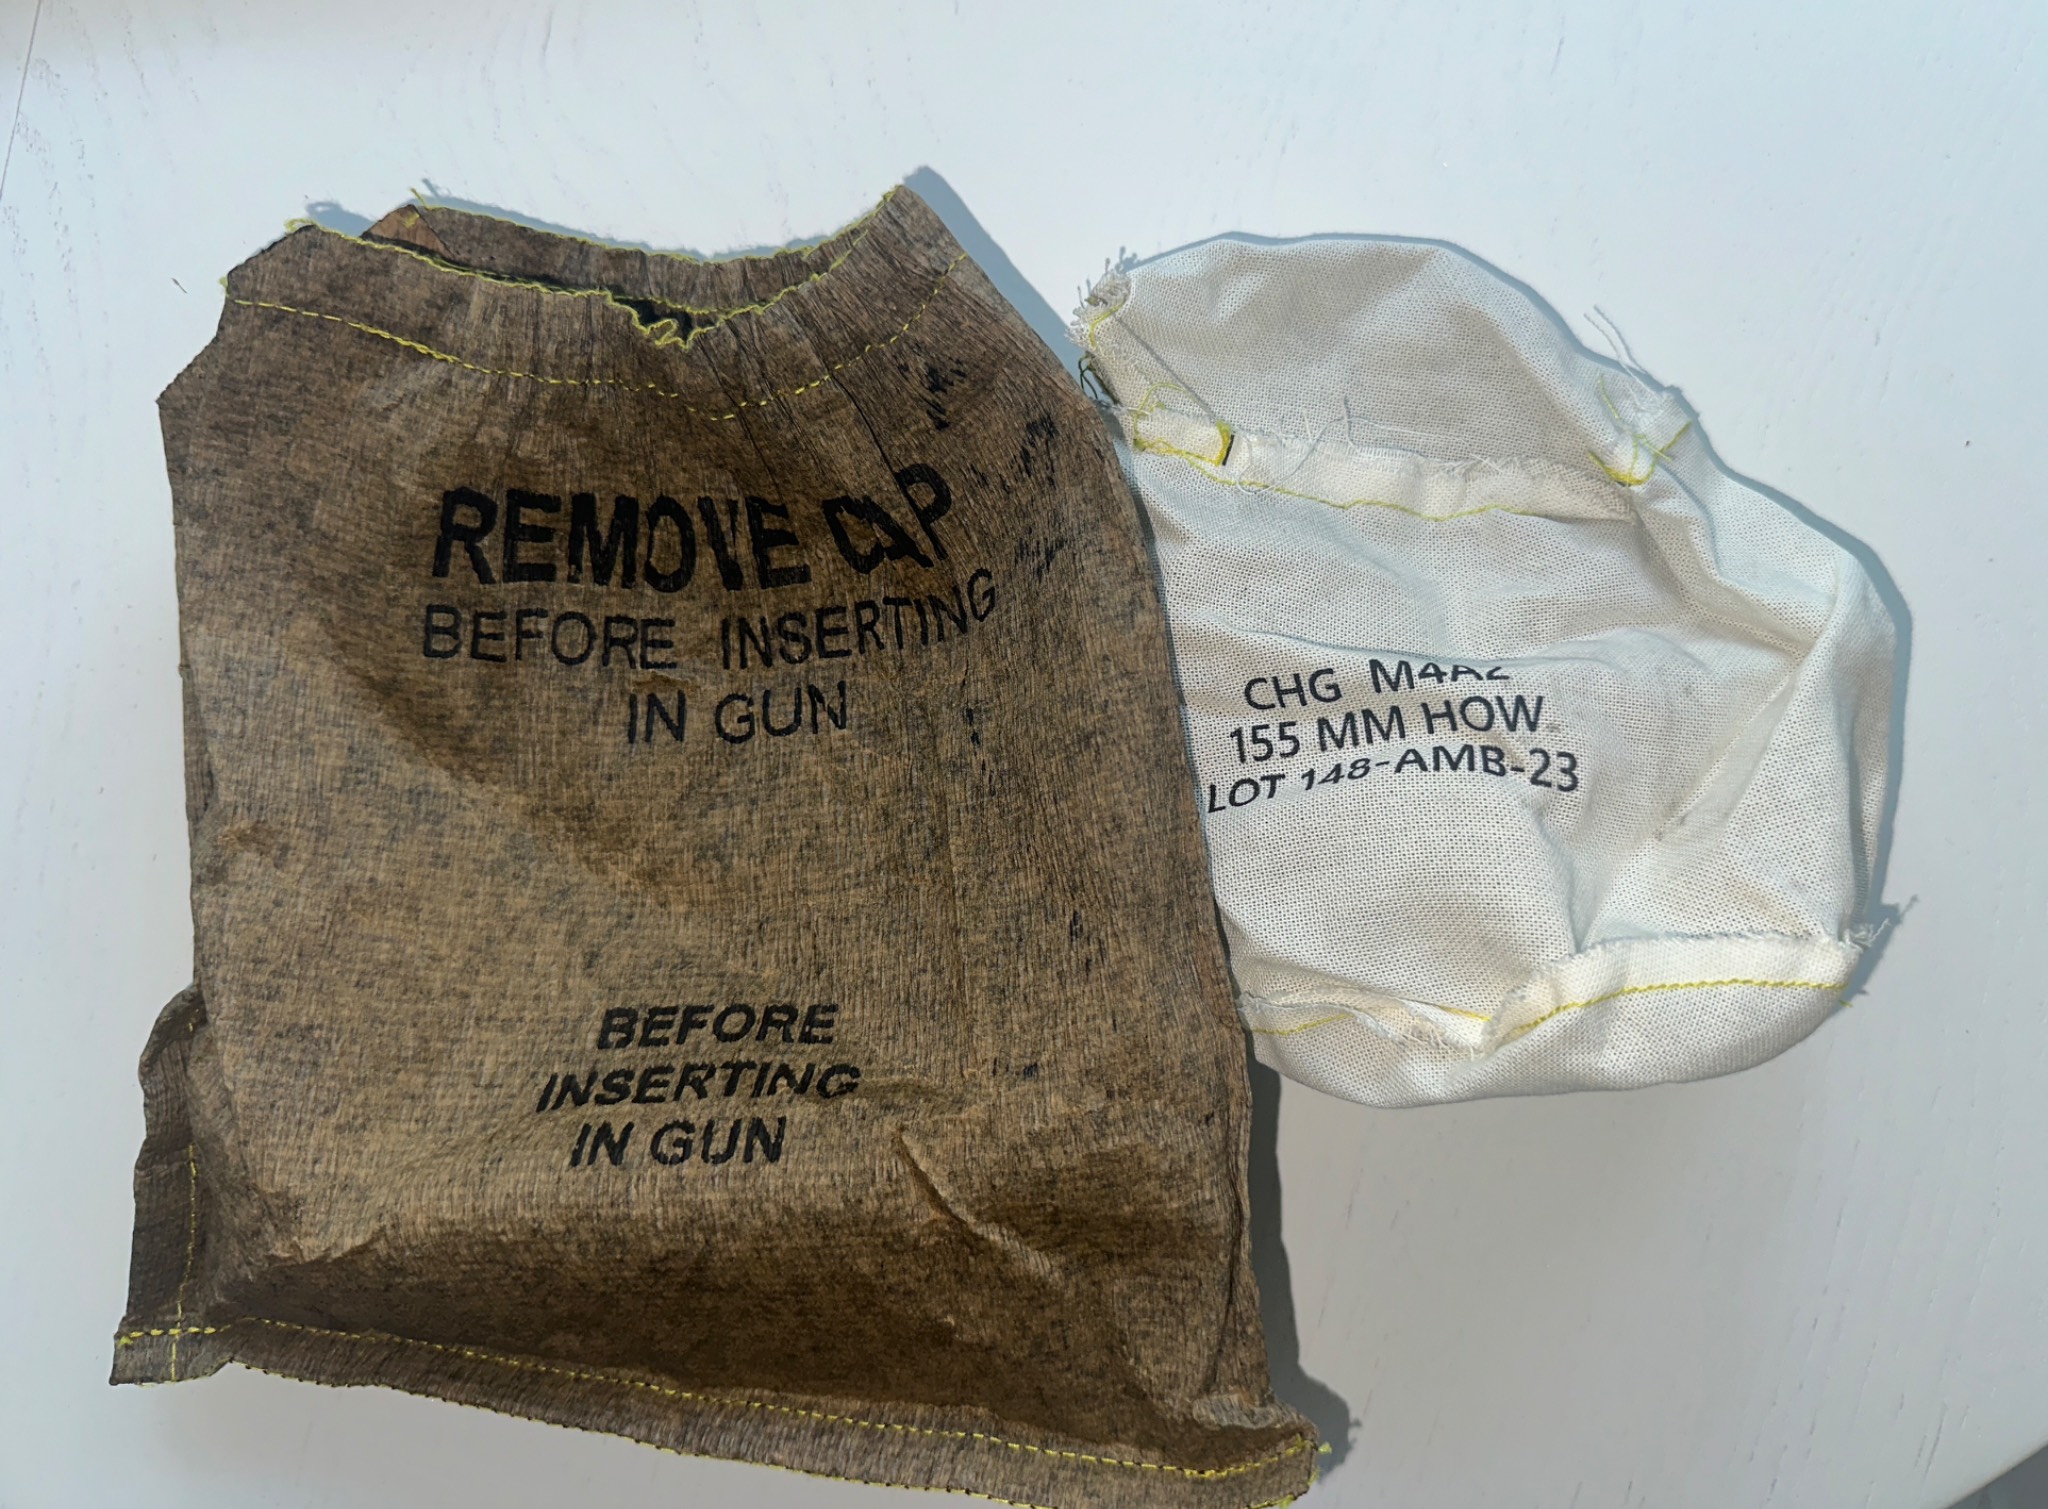 REMOVE CAP
BEFORE INSERTING
IN GUN
BEFORE
INSERTING
IN GUN
CHG M4A2
155 MM HOW
LOT 148-AMB-23